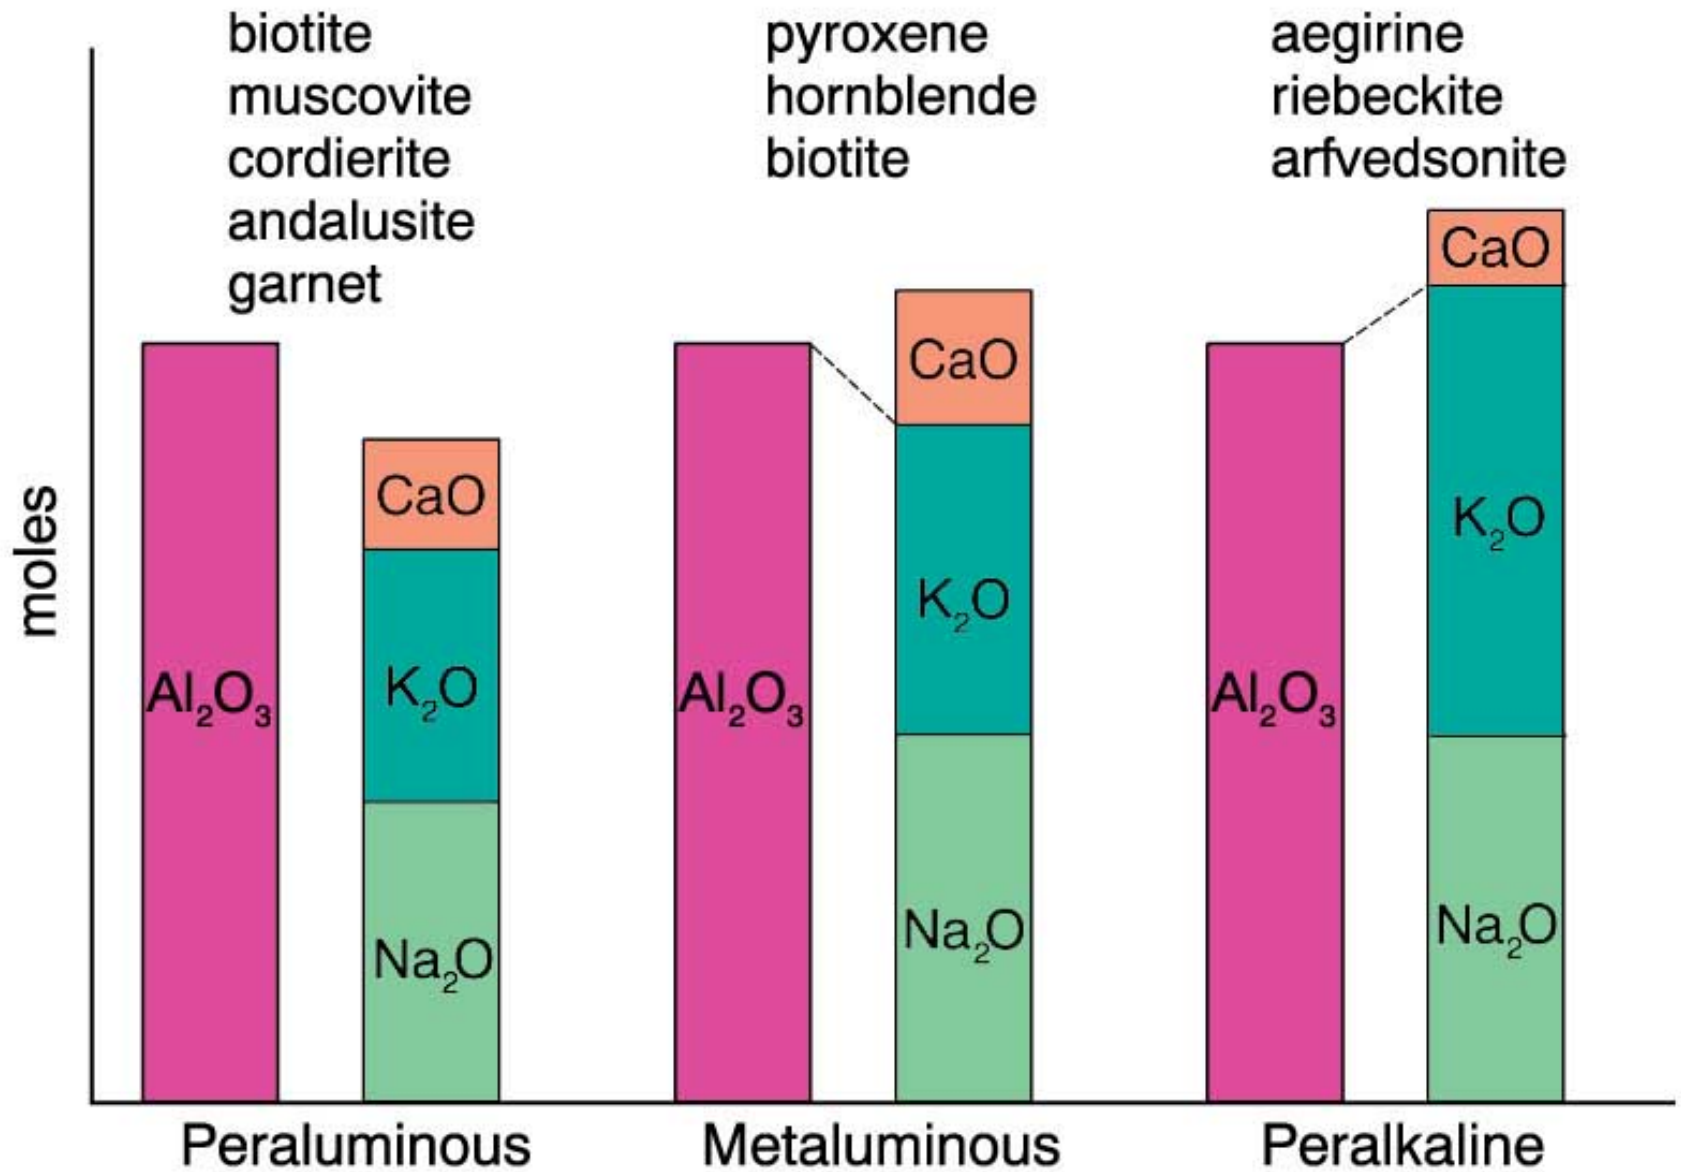 biotite
muscovite
cordierite
andalusite
garnet
pyroxene
hornblende
biotite
aegirine
riebeckite
arfvedsonite
moles
Al₂O₃
CaO
K₂O
Na₂O
Al₂O₃
CaO
K₂O
Na₂O
Al₂O₃
CaO
K₂O
Na₂O
Peraluminous
Metaluminous
Peralkaline